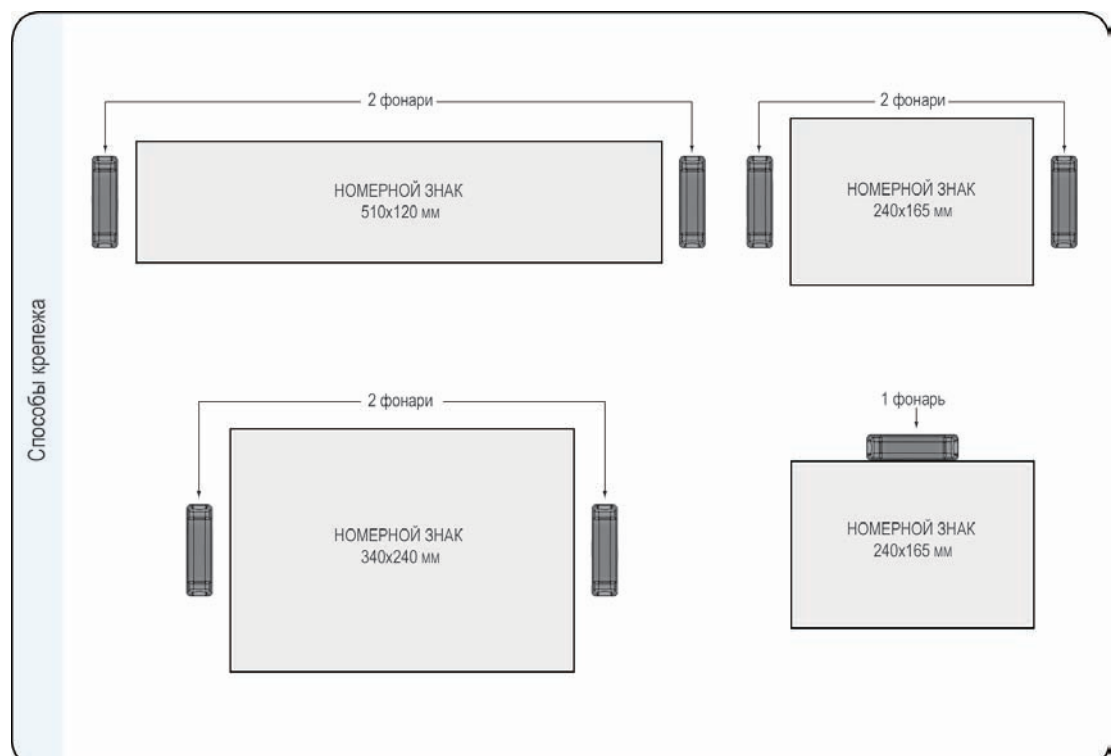 Способы крепежа
2 фонари
НОМЕРНОЙ ЗНАК
510х120 мм
2 фонари
НОМЕРНОЙ ЗНАК
240х165 мм
2 фонари
НОМЕРНОЙ ЗНАК
340х240 мм
1 фонарь
НОМЕРНОЙ ЗНАК
240х165 мм